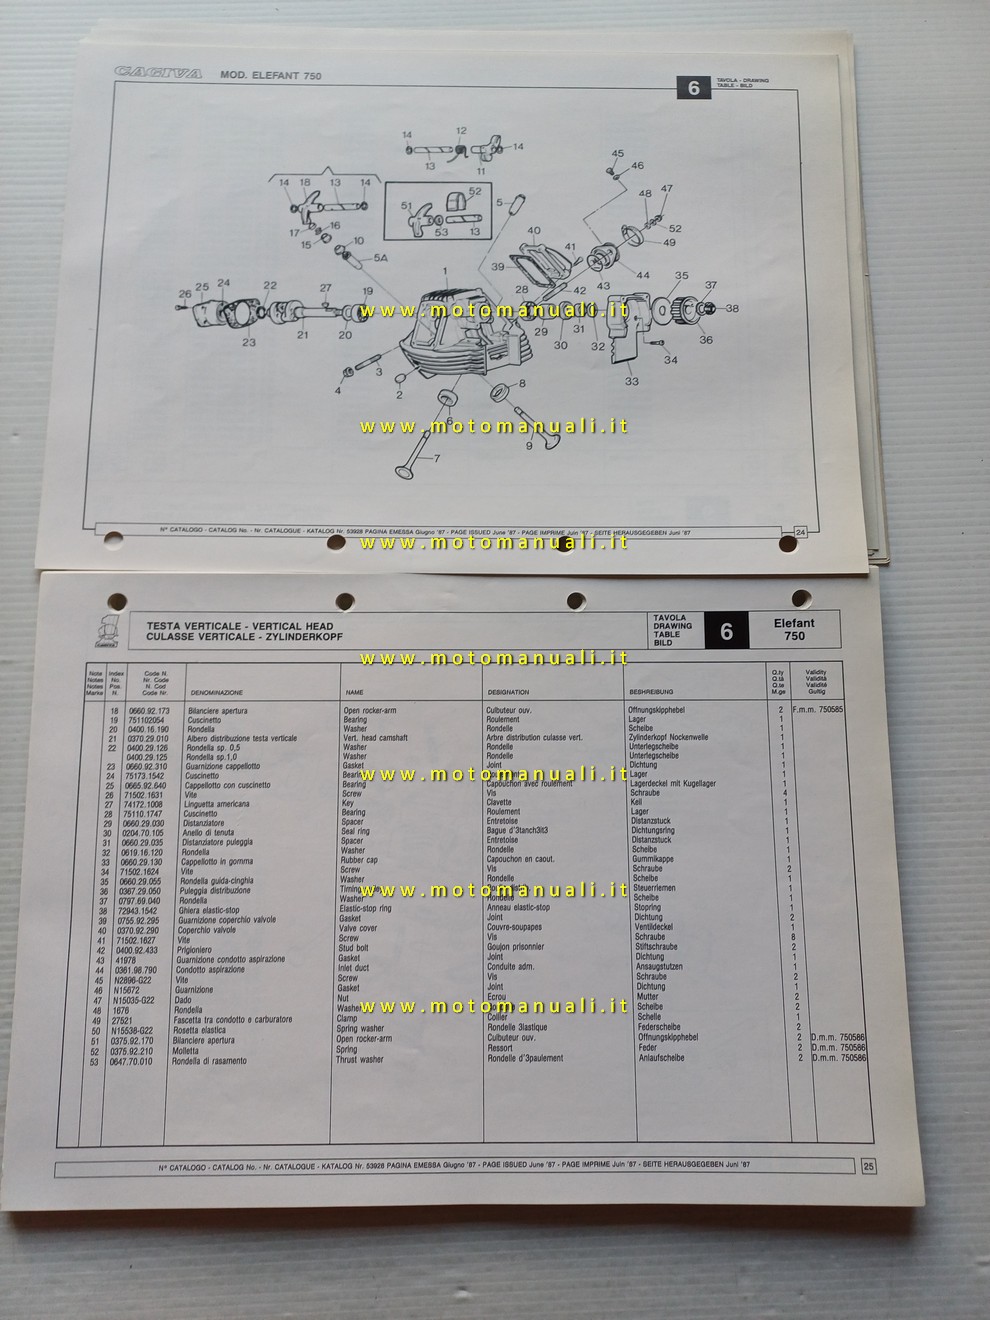 CAGIVA MOD. ELEFANT 750
6 TAVOLA - DRAWING
TABLE - BILD
www.motomanuali.it
www.motomanuali.it
Nº CATALOGO - CATALOG No. - Nr. CATALOGUE - KATALOG Nr. 53928 PAGINA EMESSA Giugno '87 - PAGE ISSUED June '87 - PAGE IMPRIME Juin '87 - SEITE HERAUSGEGEBEN Juni '87 24
www.motomanuali.it
TESTA VERTICALE - VERTICAL HEAD
CULASSE VERTICALE - ZYLINDERKOPF
TAVOLA
DRAWING
TABLE
BILD
6
Elefant
750
www.motomanuali.it
Note Notes Notes Marke
Index No. Pos. N.
Code N. Nr. Code N. Cod Code Nr.
DENOMINAZIONE NAME DESIGNATION BESHREIBUNG
Q.ty Q.tà Q.te M.ge
Validity Validità Validité Gultig
18 0660.92.173 Bilanciere apertura Open rocker-arm Culbuteur ouv. Offnungskipphebel 2 F.m.m. 750585
19 751102054 Cuscinetto Bearing Roulement Lager 1
20 0400.16.190 Rondella Washer Rondelle Scheibe 1
21 0370.29.010 Albero distribuzione testa verticale Vert. head camshaft Arbre distribution culasse vert. Zylinderkopf Nockenwelle 1
22 0400.29.126 Rondella sp. 0,5 Washer Rondelle Unterlegscheibe 1
0400.29.125 Rondella sp.1,0 Washer Rondelle Unterlegscheibe 1
23 0660.92.310 Guarnizione cappellotto Gasket Joint Dichtung 1
24 75173.1542 Cuscinetto Bearing Lager 1
25 0665.92.640 Cappellotto con cuscinetto Bearing Capouchon avec roulement Lagerdeckel mit Kugellager 1
26 71502.1631 Vite Screw Vis Schraube 4
27 74172.1008 Linguetta americana Key Clavette Keil 1
28 75110.1747 Cuscinetto Bearing Roulement Lager 1
29 0660.29.030 Distanziatore Spacer Entretoise Distanzstuck 1
30 0204.70.105 Anello di tenuta Seal ring Bague d'3tanch3it3 Dichtungsring 1
31 0660.29.035 Distanziatore puleggia Spacer Entretoise Distanzstuck 1
32 0619.16.120 Rondella Washer Rondelle Scheibe 1
33 0660.29.130 Cappellotto in gomma Rubber cap Capouchon en caout. Gummikappe 1
34 71502.1624 Vite Screw Vis Schraube 2
35 0660.29.055 Rondella guida-cinghia Washer Rondelle Scheibe 1
36 0367.29.050 Puleggia distribuzione Steuerriemen 1
37 0797.69.040 Rondella Washer Rondelle Scheibe 1
38 72943.1542 Ghiera elastic-stop Elastic-stop ring Anneau elastic-stop Stopring 1
39 0755.92.295 Guarnizione coperchio valvole Gasket Joint Dichtung 2
40 0370.92.290 Coperchio valvole Valve cover Couvre-soupapes Ventildeckel 1
41 71502.1627 Vite Screw Vis Schraube 8
42 0400.92.433 Prigioniero Stud bolt Goujon prisonnier Stiftschraube 2
43 41978 Guarnizione condotto aspirazione Gasket Joint Dichtung 1
44 0361.98.790 Condotto aspirazione Inlet duct Conduite adm. Ansaugstutzen 1
45 N2896-G22 Vite Screw Vis Schraube 2
46 N15672 Guarnizione Gasket Joint Dichtung 1
47 N15035-G22 Dado Nut Ecrou Mutter 2
48 1676 Rondella Washer Scheibe 2
49 27521 Fascetta tra condotto e carburatore Clamp Collier Schelle 1
50 N15538-G22 Rosetta elastica Spring washer Rondelle 3lastique Federscheibe 2
51 0375.92.170 Bilanciere apertura Open rocker-arm Culbuteur ouv. Offnungskipphebel 2 D.m.m. 750586
52 0375.92.210 Molletta Spring Ressort Feder 2 D.m.m. 750586
53 0647.70.010 Rondella di rasamento Thrust washer Rondelle d'3paulement Anlaufscheibe 2 D.m.m. 750586
www.motomanuali.it
www.motomanuali.it
www.motomanuali.it
Nº CATALOGO - CATALOG No. - Nr. CATALOGUE - KATALOG Nr. 53928 PAGINA EMESSA Giugno '87 - PAGE ISSUED June '87 - PAGE IMPRIME Juin '87 - SEITE HERAUSGEGEBEN Juni '87 25